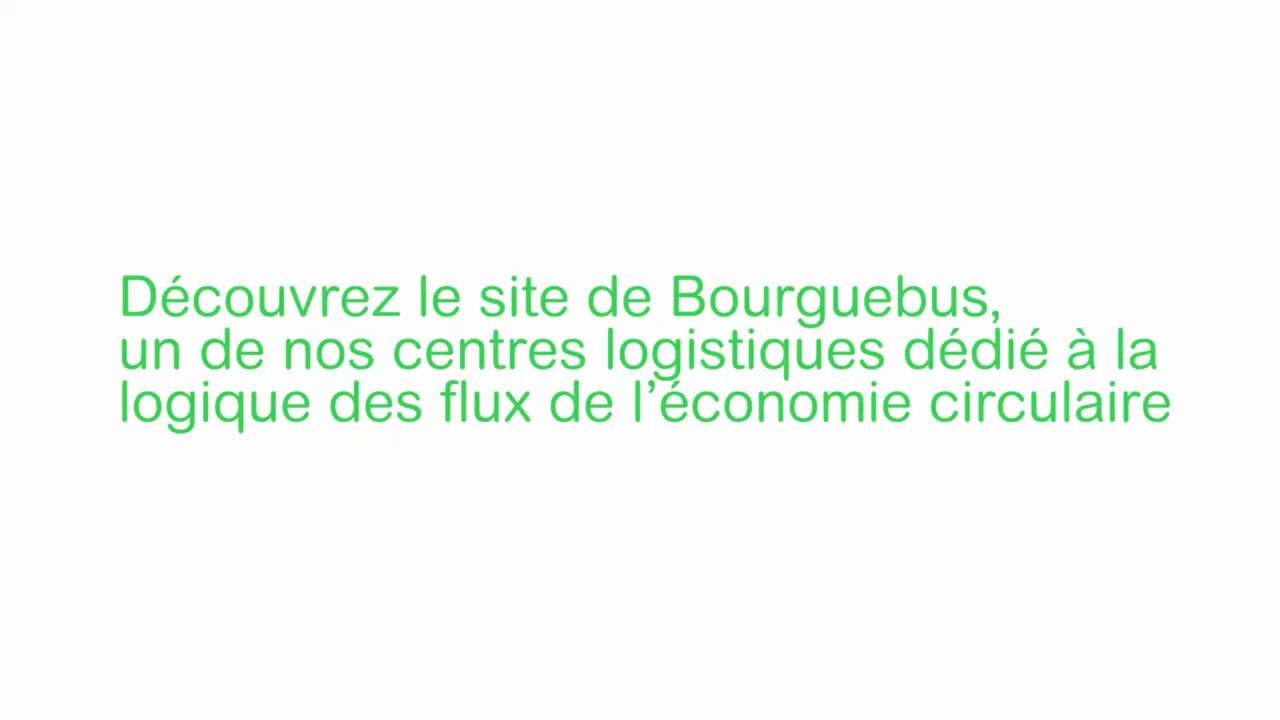 Découvrez le site de Bourguebus,
un de nos centres logistiques dédié à la
logique des flux de l’économie circulaire